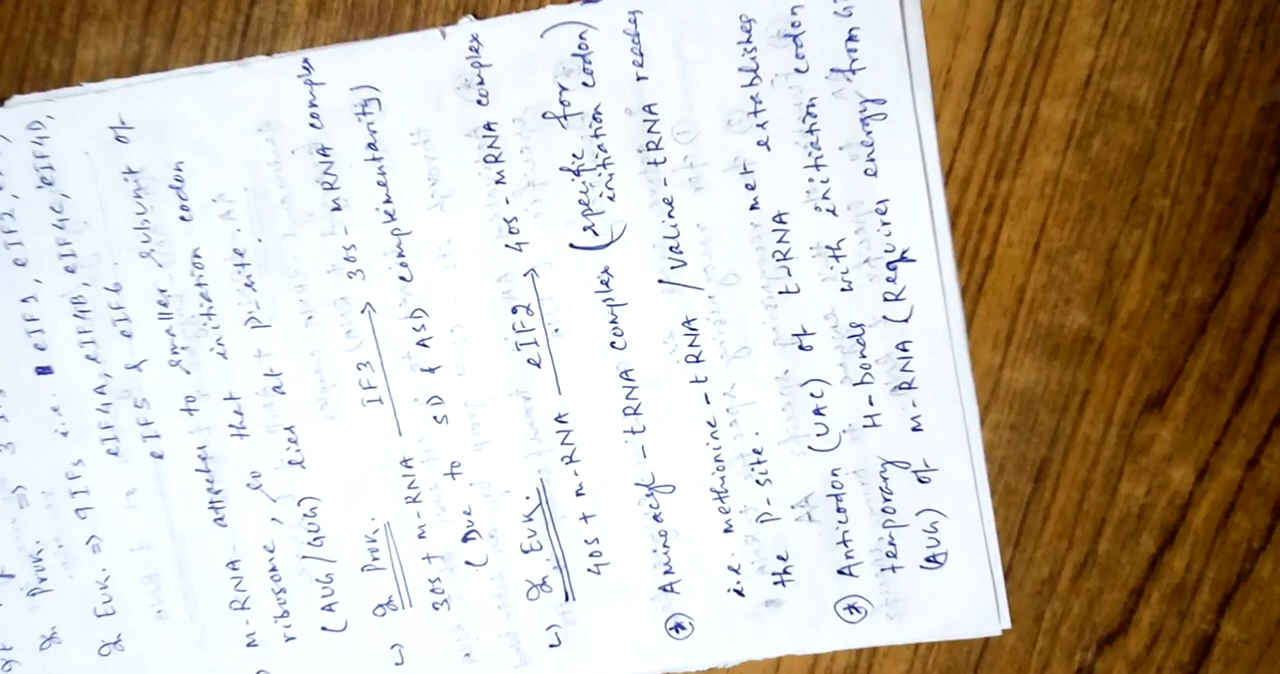 In Prok. => 3 IFs
In Euk. => 9 IFs i.e. eIF1, eIF2,
eIF4A, eIF4B, eIF4C, eIF4D,
eIF5 & eIF6.
m-RNA attaches to smaller subunit of
ribosome, so that initiation codon
(AUG/GUG) lies at P-site.
In Prok.
30s + m-RNA IF3 → 30s-mRNA complex
(Due to SD & ASD complementarity)
In Euk.
40s + m-RNA eIF2 → 40s-mRNA complex
Aminoacyl-tRNA complex (specific for initiation codon)
i.e. methionine-tRNA / valine-tRNA reaches
the P-site.
Anticodon (UAC) of t-RNA met establishes
temporary H-bonds with initiation codon
(AUG) of m-RNA (Requires energy from